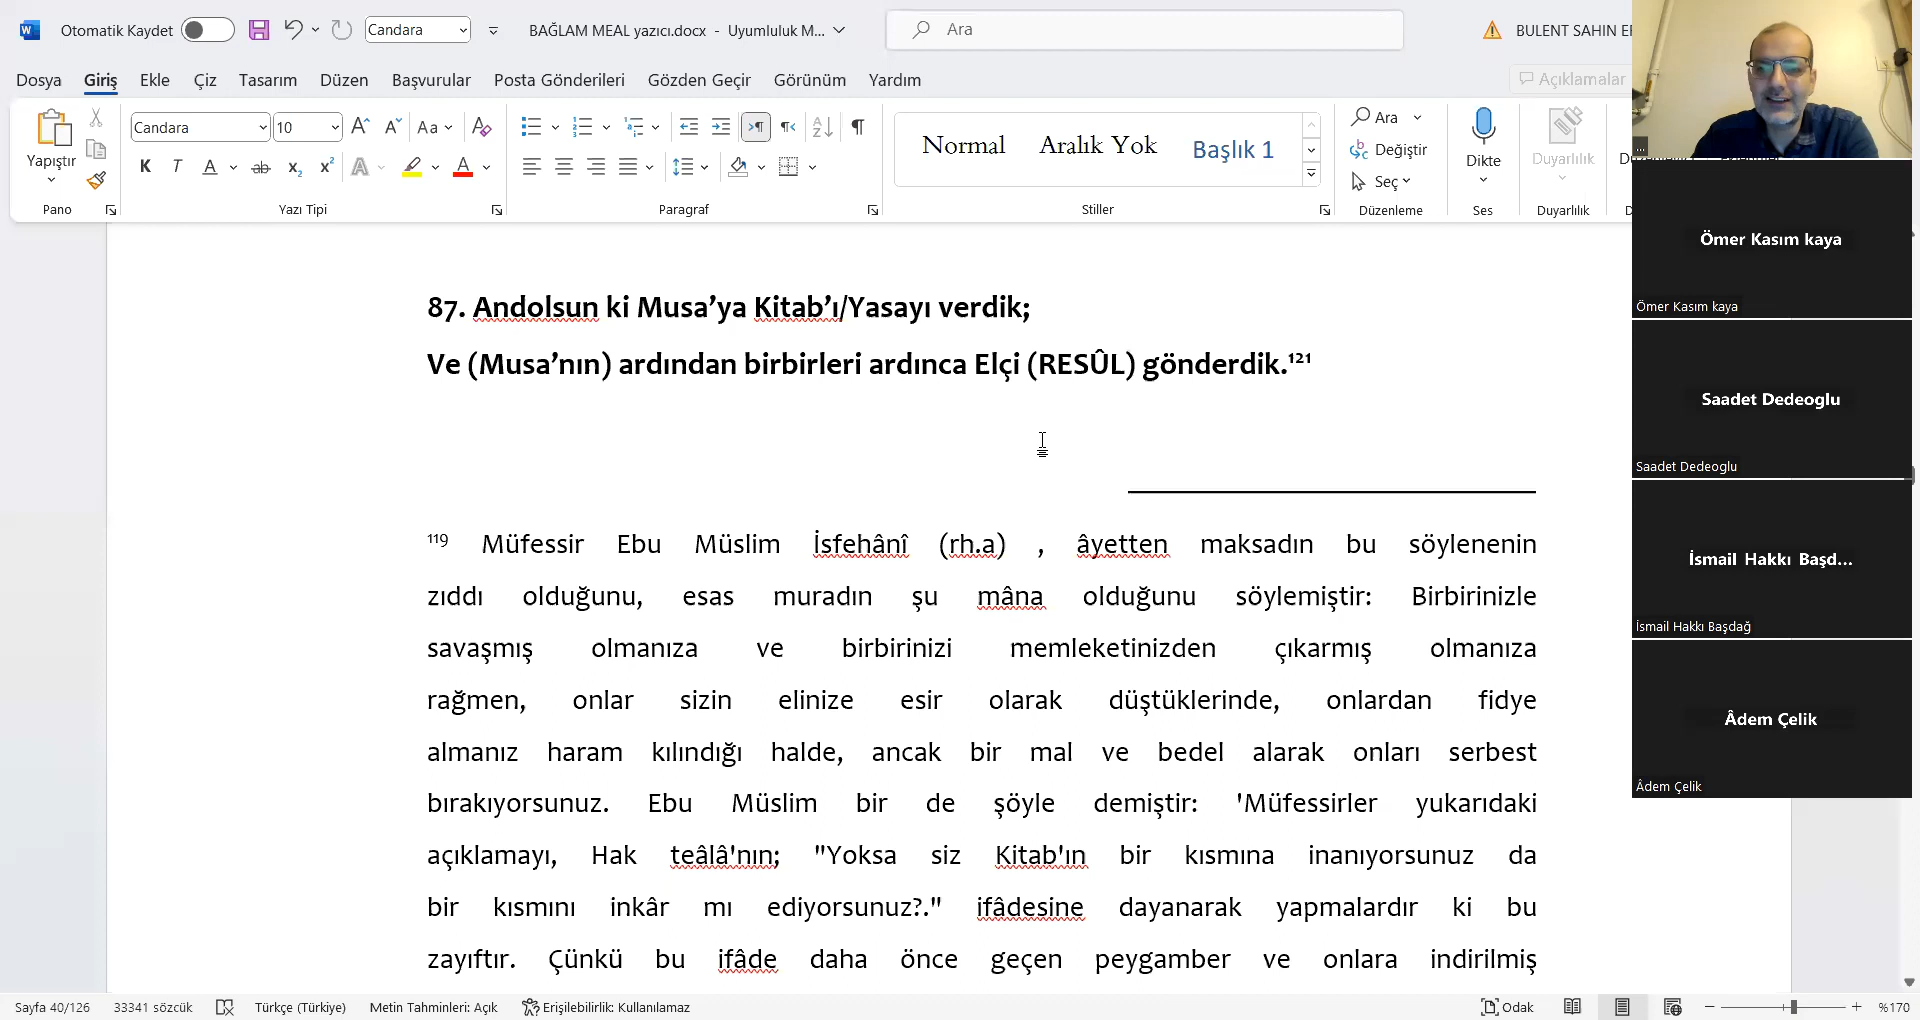 Otomatik Kaydet
Candara
BAĞLAM MEAL yazıcı.docx - Uyumluluk M...
Ara
BULENT SAHIN
Dosya Giriş Ekle Çiz Tasarım Düzen Başvurular Posta Gönderileri Gözden Geçir Görünüm Yardım
Açıklamalar
Yapıştır
Candara 10
Normal Aralık Yok Başlık 1
Ara
Değiştir
Seç
Dikte
Duyarlılık
Pano Yazı Tipi Paragraf Stiller Düzenleme Ses Duyarlılık
87. Andolsun ki Musa’ya Kitab’ı/Yasayı verdik;
Ve (Musa’nın) ardından birbirleri ardınca Elçi (RESÛL) gönderdik.¹²¹
¹¹⁹ Müfessir Ebu Müslim İsfehânî (rh.a) , âyetten maksadın bu söylenenin
zıddı olduğunu, esas muradın şu mâna olduğunu söylemiştir: Birbirinizle
savaşmış olmanıza ve birbirinizi memleketinizden çıkarmış olmanıza
rağmen, onlar sizin elinize esir olarak düştüklerinde, onlardan fidye
almanız haram kılındığı halde, ancak bir mal ve bedel alarak onları serbest
bırakıyorsunuz. Ebu Müslim bir de şöyle demiştir: 'Müfessirler yukarıdaki
açıklamayı, Hak teâlâ'nın; "Yoksa siz Kitab'ın bir kısmına inanıyorsunuz da
bir kısmını inkâr mı ediyorsunuz?." ifâdesine dayanarak yapmalardır ki bu
zayıftır. Çünkü bu ifâde daha önce geçen peygamber ve onlara indirilmiş
Ömer Kasım kaya
Ömer Kasım kaya
Saadet Dedeoglu
Saadet Dedeoglu
İsmail Hakkı Başd...
İsmail Hakkı Başdağ
Âdem Çelik
Âdem Çelik
Sayfa 40/126 33341 sözcük Türkçe (Türkiye) Metin Tahminleri: Açık Erişilebilirlik: Kullanılamaz Odak %170